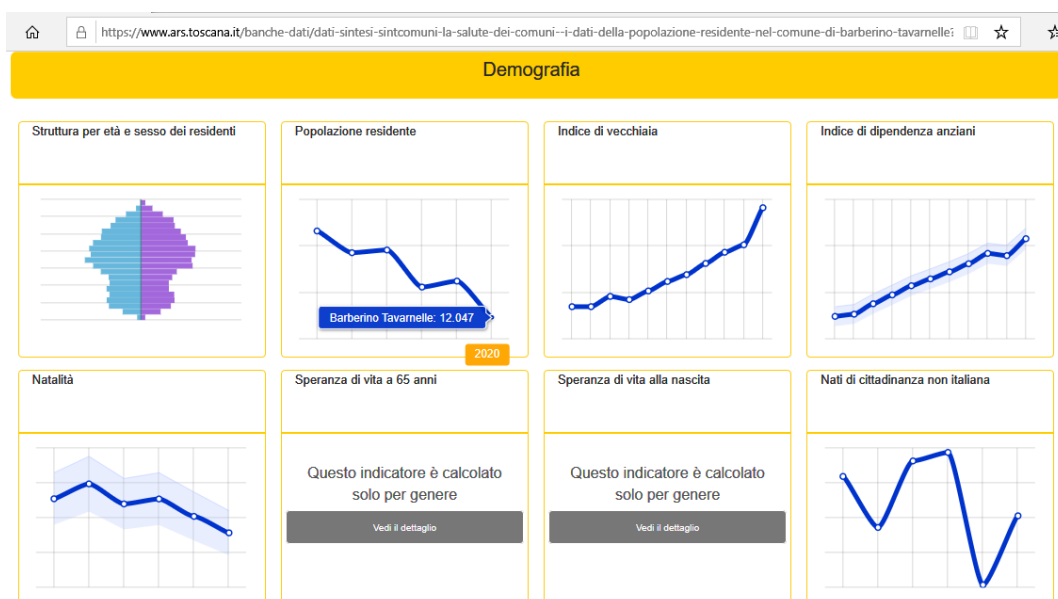 https://www.ars.toscana.it/banche-dati/dati-sintesi-sintcomuni-la-salute-dei-comuni--i-dati-della-popolazione-residente-nel-comune-di-barberino-tavarnelle?
Demografia
Struttura per età e sesso dei residenti
Popolazione residente
Indice di vecchiaia
Indice di dipendenza anziani
Barberino Tavarnelle: 12.047
2020
Natalità
Speranza di vita a 65 anni
Speranza di vita alla nascita
Nati di cittadinanza non italiana
Questo indicatore è calcolato
solo per genere
Vedi il dettaglio
Questo indicatore è calcolato
solo per genere
Vedi il dettaglio